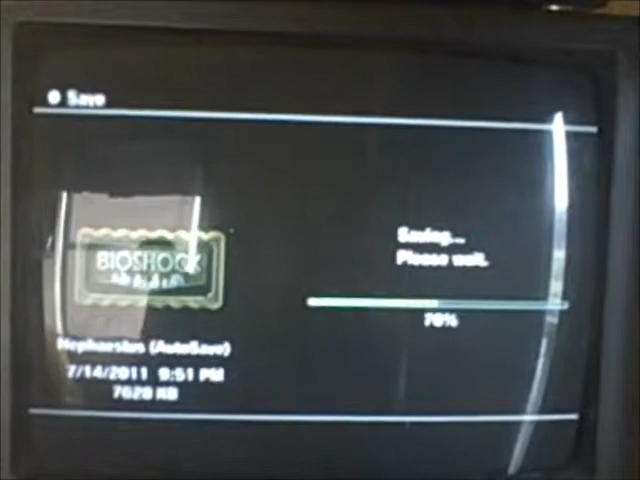 Save
BIOSHOCK
Saving...
Please wait.
70%
Hephaestus (AutoSave)
7/14/2011 9:51 PM
7620 KB